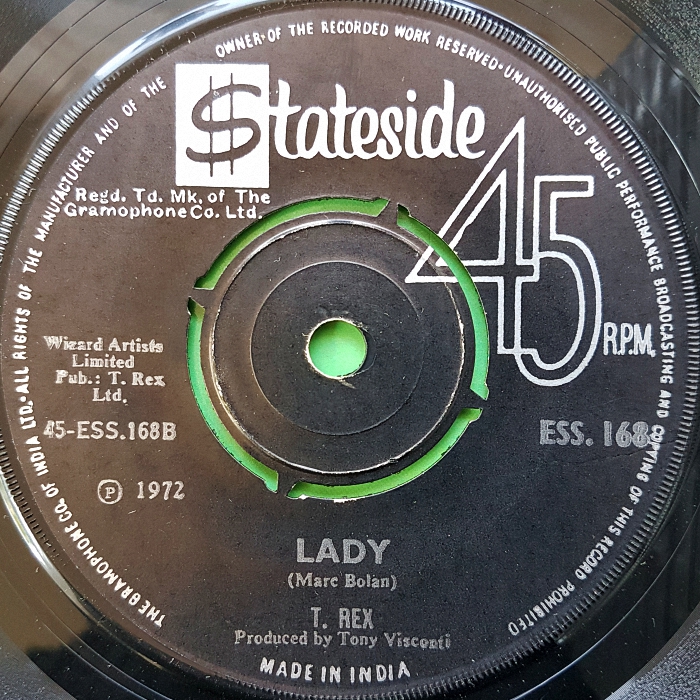 THE GRAMOPHONE CO. OF INDIA LTD. • ALL RIGHTS OF THE MANUFACTURER AND OF THE OWNER OF THE RECORDED WORK RESERVED • UNAUTHORISED PUBLIC PERFORMANCE BROADCASTING AND COPYING OF THIS RECORD PROHIBITED
$tateside
Regd. Td. Mk. of The
Gramophone Co. Ltd.
45 R.P.M.
Wizard Artists
Limited
Pub.: T. Rex
Ltd.
45-ESS.168B
ESS. 168
Ⓟ 1972
LADY
(Marc Bolan)
T. REX
Produced by Tony Visconti
MADE IN INDIA